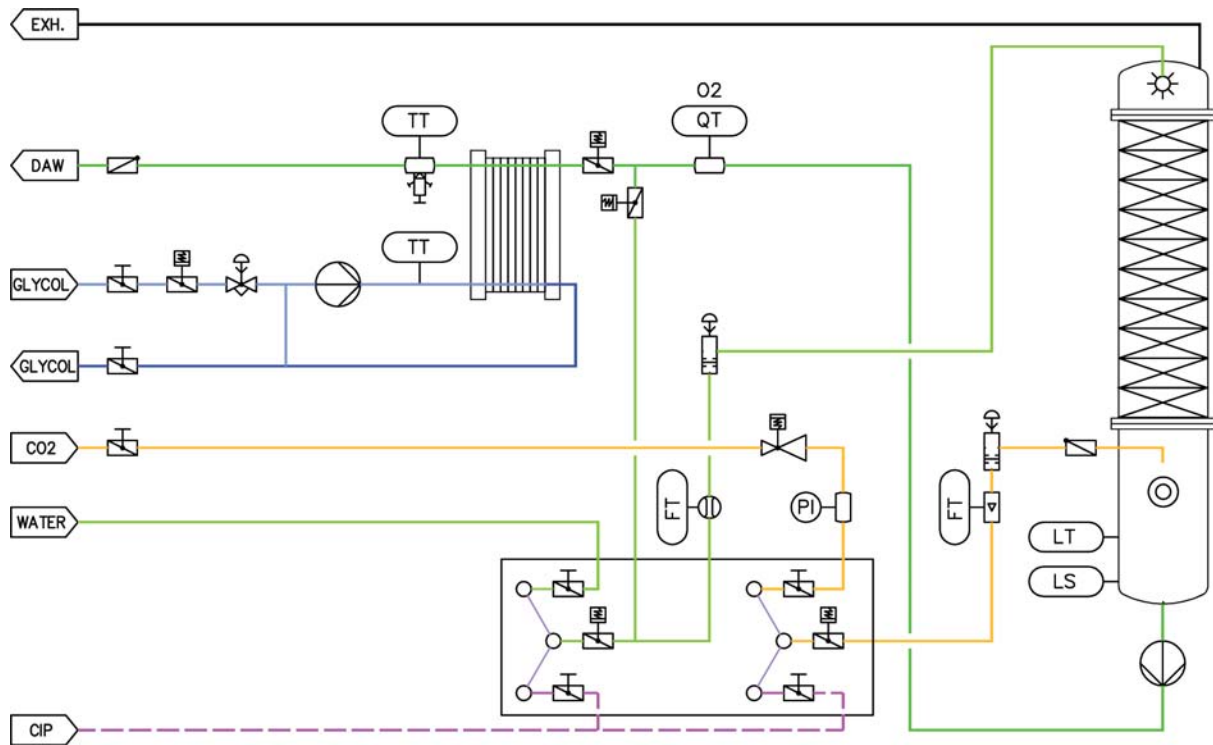 EXH.
O2
TT
QT
DAW
TT
GLYCOL
GLYCOL
CO2
FT
PI
FT
WATER
LT
LS
CIP